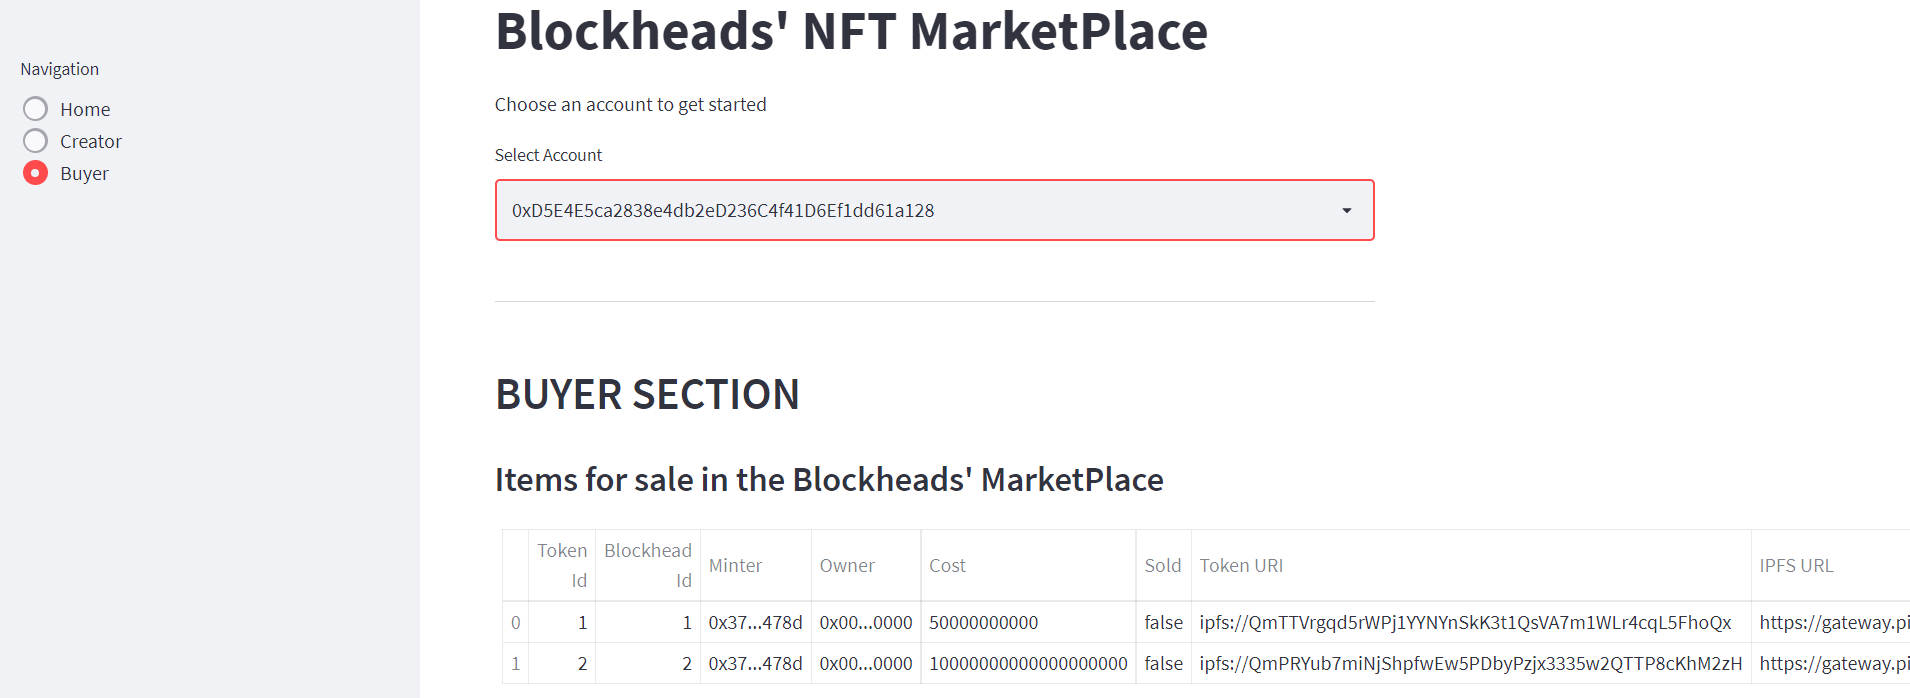 Blockheads' NFT MarketPlace
Navigation
Home
Creator
Buyer
Choose an account to get started
Select Account
0xD5E4E5ca2838e4db2eD236C4f41D6Ef1dd61a128
BUYER SECTION
Items for sale in the Blockheads' MarketPlace
Token Id Blockhead Id Minter Owner Cost Sold Token URI IPFS URL
0 1 1 0x37...478d 0x00...0000 50000000000 false ipfs://QmTTVrgqd5rWPj1YYNYnSkK3t1QsVA7m1WLr4cqL5FhoQx https://gateway.pi
1 2 2 0x37...478d 0x00...0000 10000000000000000000 false ipfs://QmPRYub7miNjShpfwEw5PDbyPzjx3335w2QTTP8cKhM2zH https://gateway.pi